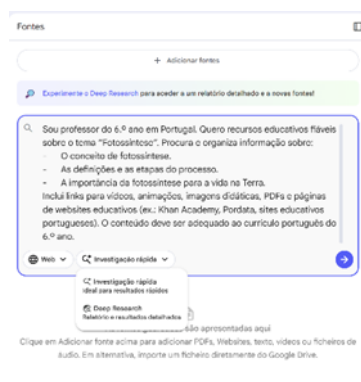 Fontes
+ Adicionar fontes
Experimente o Deep Research para aceder a um relatório detalhado e a novas fontes!
Sou professor do 6.º ano em Portugal. Quero recursos educativos fiáveis
sobre o tema "Fotossíntese". Procura e organiza informação sobre:
- O conceito de fotossíntese.
- As definições e as etapas do processo.
- A importância da fotossíntese para a vida na Terra.
Inclui links para vídeos, animações, imagens didáticas, PDFs e páginas
de websites educativos (ex.: Khan Academy, Pordata, sites educativos
portugueses). O conteúdo deve ser adequado ao currículo português do
6.º ano.
Web
Investigação rápida
Investigação rápida
Ideal para resultados rápidos
Deep Research
Relatório e resultados detalhados
são apresentadas aqui
Clique em Adicionar fonte acima para adicionar PDFs, Websites, texto, vídeos ou ficheiros de
áudio. Em alternativa, importe um ficheiro diretamente do Google Drive.